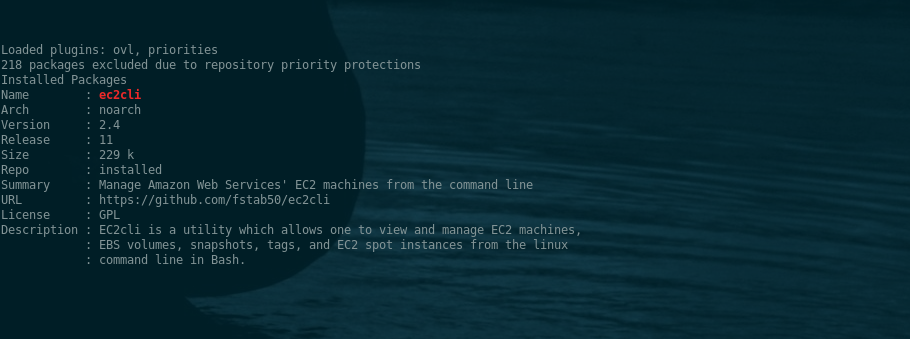 Loaded plugins: ovl, priorities
218 packages excluded due to repository priority protections
Installed Packages
Name        : ec2cli
Arch        : noarch
Version     : 2.4
Release     : 11
Size        : 229 k
Repo        : installed
Summary     : Manage Amazon Web Services' EC2 machines from the command line
URL         : https://github.com/fstab50/ec2cli
License     : GPL
Description : EC2cli is a utility which allows one to view and manage EC2 machines,
            : EBS volumes, snapshots, tags, and EC2 spot instances from the linux
            : command line in Bash.